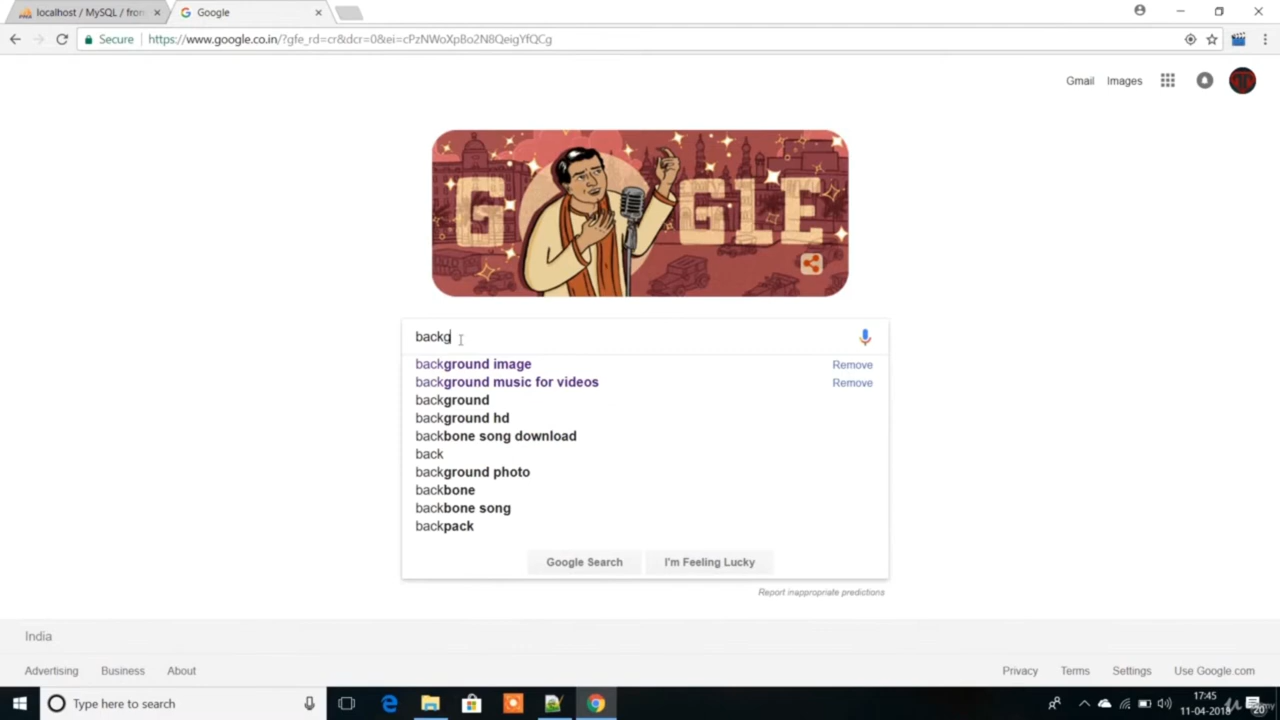 localhost / MySQL / fron
Google
Secure
https://www.google.co.in/?gfe_rd=cr&dcr=0&ei=cPzNWoXpBo2N8QeigYfQCg
Gmail
Images
G GLE
backg
background image
Remove
background music for videos
Remove
background
background hd
backbone song download
back
background photo
backbone
backbone song
backpack
Google Search
I'm Feeling Lucky
Report inappropriate predictions
India
Advertising
Business
About
Privacy
Terms
Settings
Use Google.com
Type here to search
17:45
11-04-2018
20